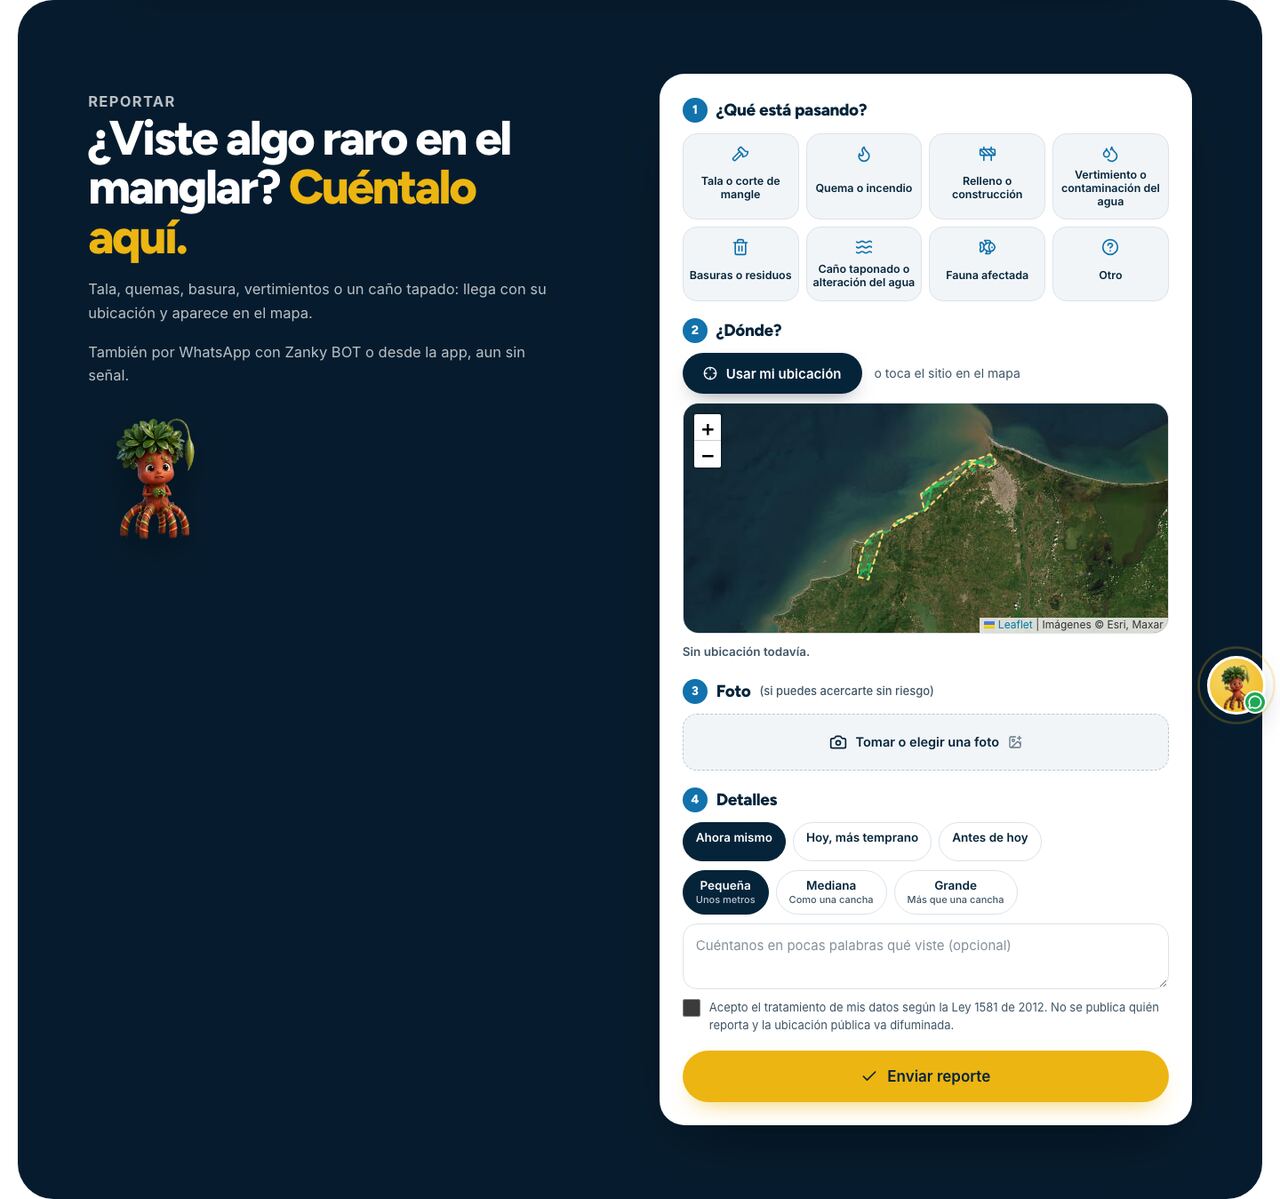 REPORTAR
¿Viste algo raro en el
manglar? Cuéntalo
aquí.
Tala, quemas, basura, vertimientos o un caño tapado: llega con su
ubicación y aparece en el mapa.
También por WhatsApp con Zanky BOT o desde la app, aun sin
señal.
1 ¿Qué está pasando?
Tala o corte de
mangle
Quema o incendio
Relleno o
construcción
Vertimiento o
contaminación del
agua
Basuras o residuos
Caño taponado o
alteración del agua
Fauna afectada
Otro
2 ¿Dónde?
Usar mi ubicación o toca el sitio en el mapa
+
−
Leaflet | Imágenes © Esri, Maxar
Sin ubicación todavía.
3 Foto (si puedes acercarte sin riesgo)
Tomar o elegir una foto
4 Detalles
Ahora mismo Hoy, más temprano Antes de hoy
Pequeña
Unos metros
Mediana
Como una cancha
Grande
Más que una cancha
Cuéntanos en pocas palabras qué viste (opcional)
Acepto el tratamiento de mis datos según la Ley 1581 de 2012. No se publica quién
reporta y la ubicación pública va difuminada.
Enviar reporte